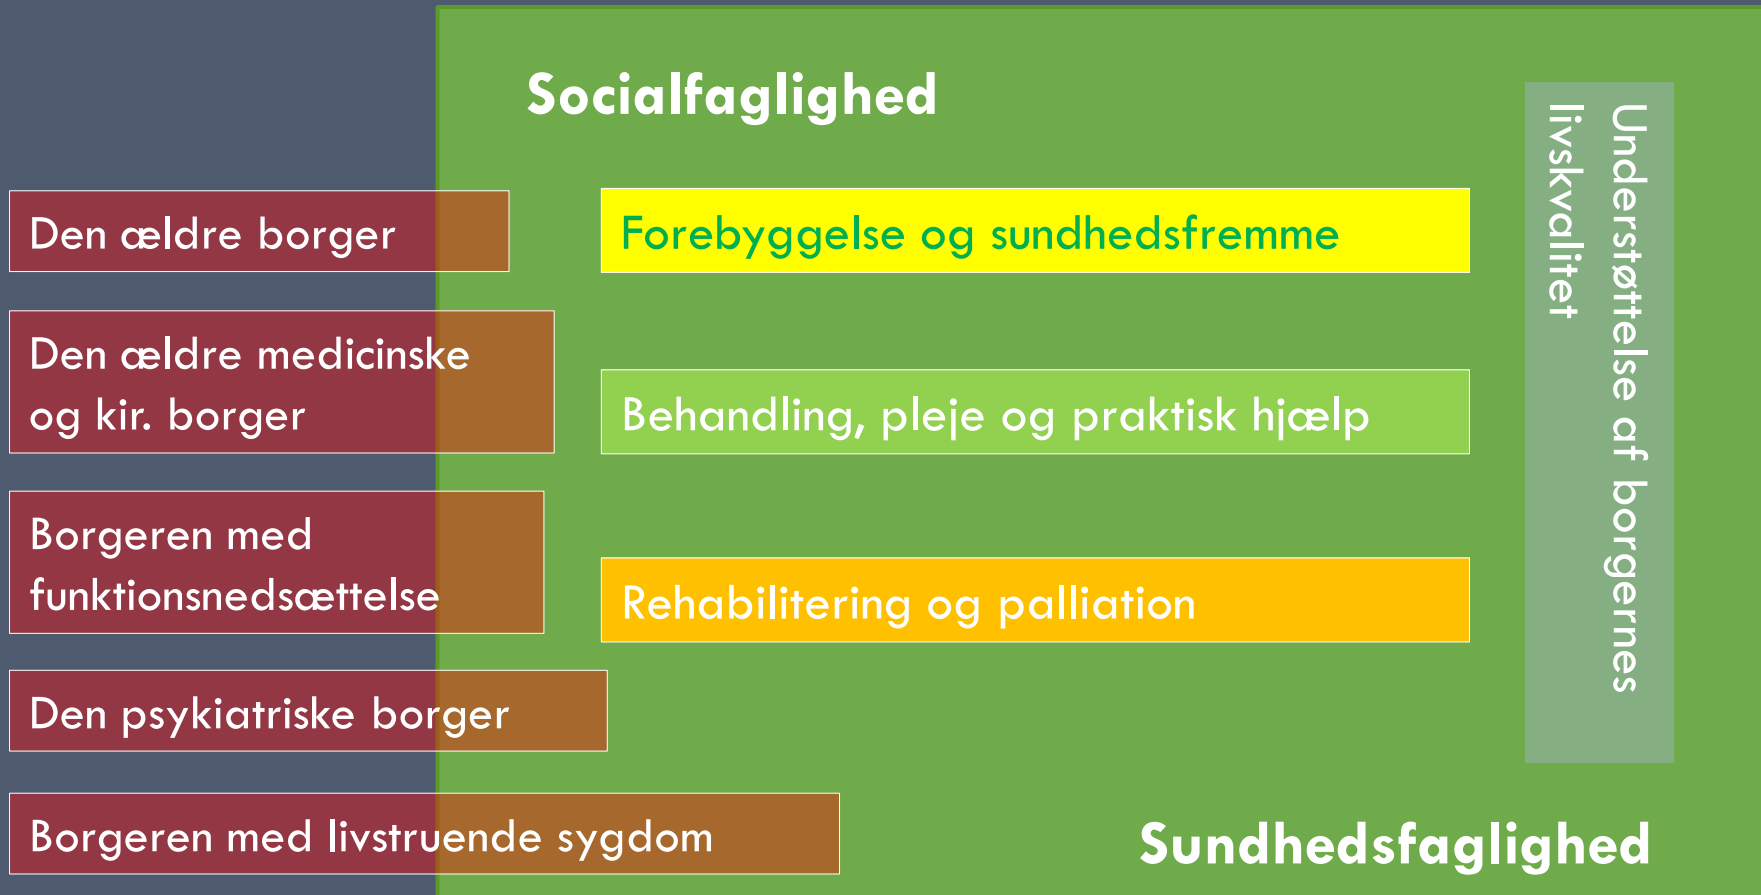 Socialfaglighed
Den ældre borger
Den ældre medicinske
og kir. borger
Borgeren med
funktionsnedsættelse
Den psykiatriske borger
Borgeren med livstruende sygdom
Forebyggelse og sundhedsfremme
Behandling, pleje og praktisk hjælp
Rehabilitering og palliation
Understøttelse af borgernes
livskvalitet
Sundhedsfaglighed